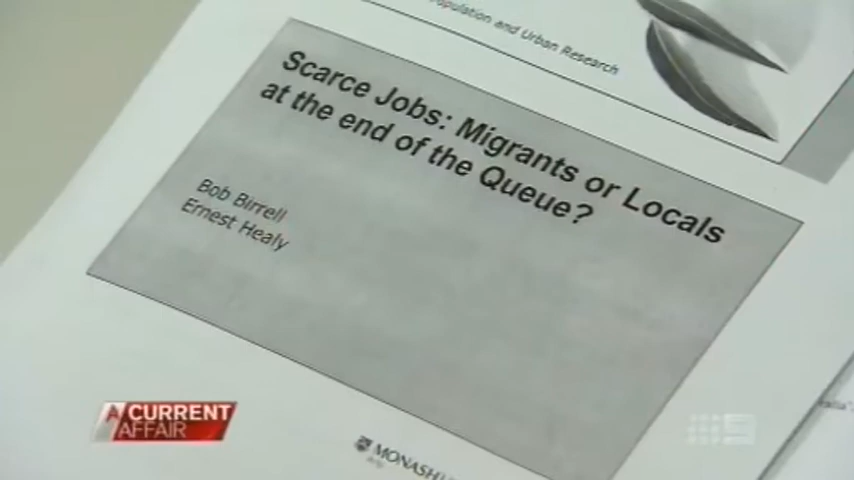 Population and Urban Research
Scarce Jobs: Migrants or Locals
at the end of the Queue?
Bob Birrell
Ernest Healy
A CURRENT
AFFAIR
9
MONASH